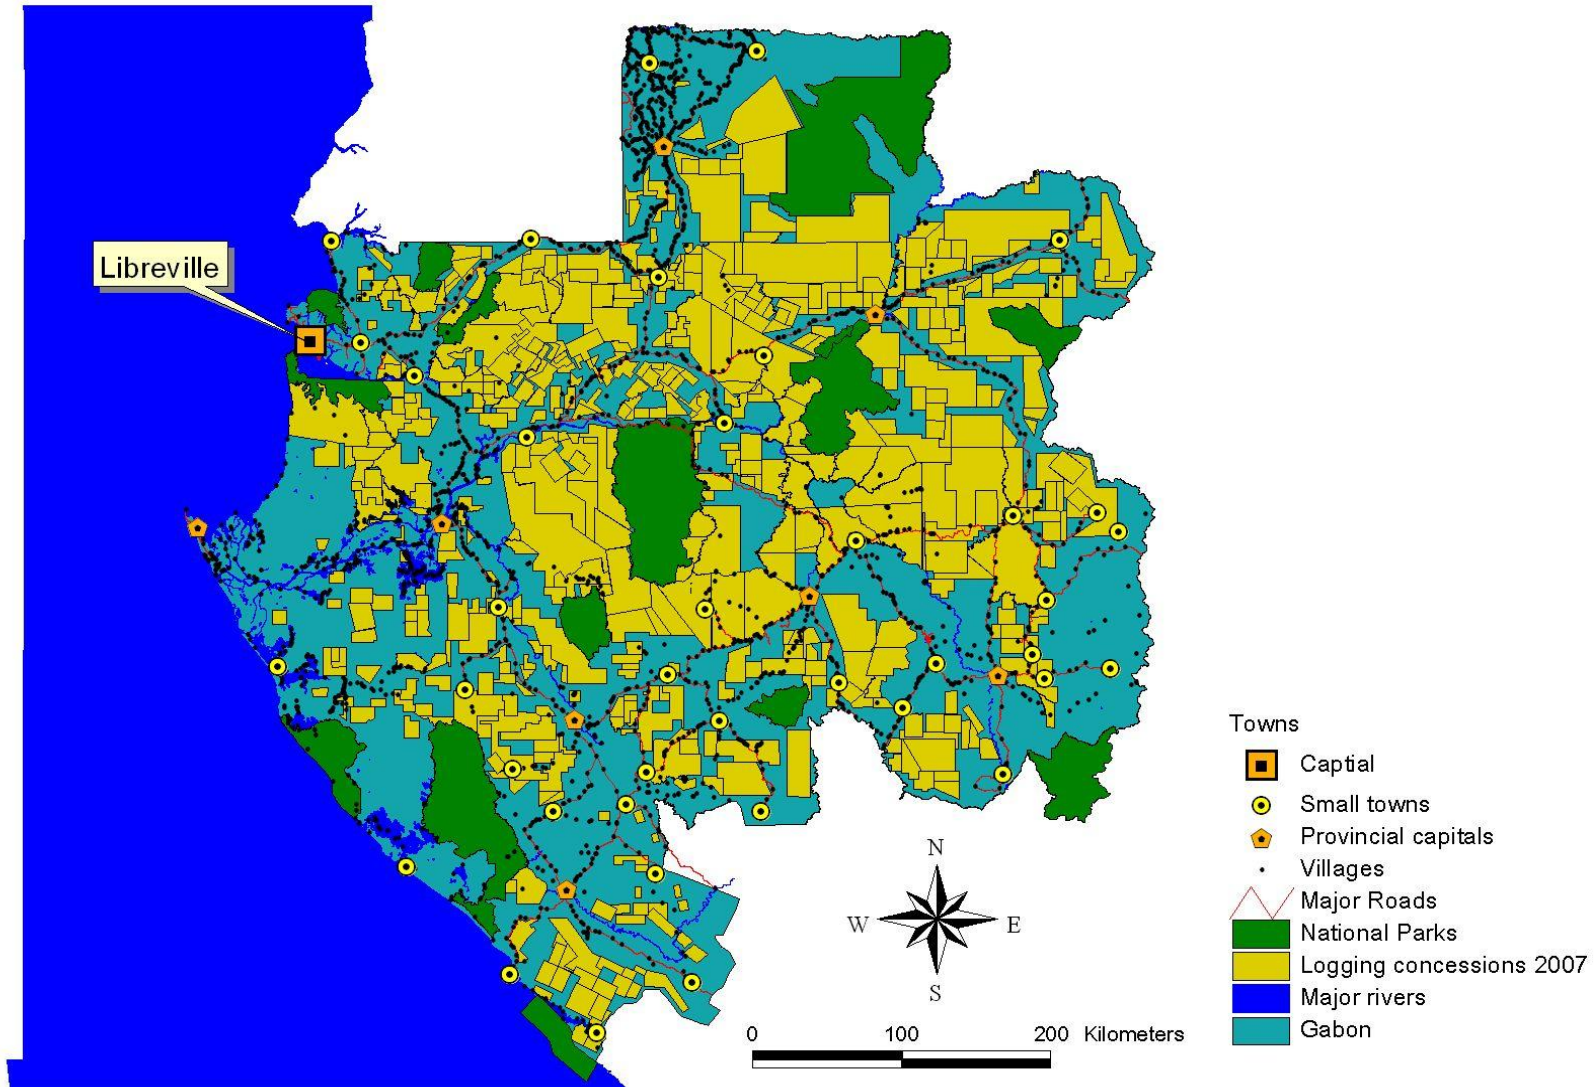 Libreville
Towns
Captial
Small towns
Provincial capitals
Villages
Major Roads
National Parks
Logging concessions 2007
Major rivers
Gabon
N
W
E
S
0 100 200 Kilometers